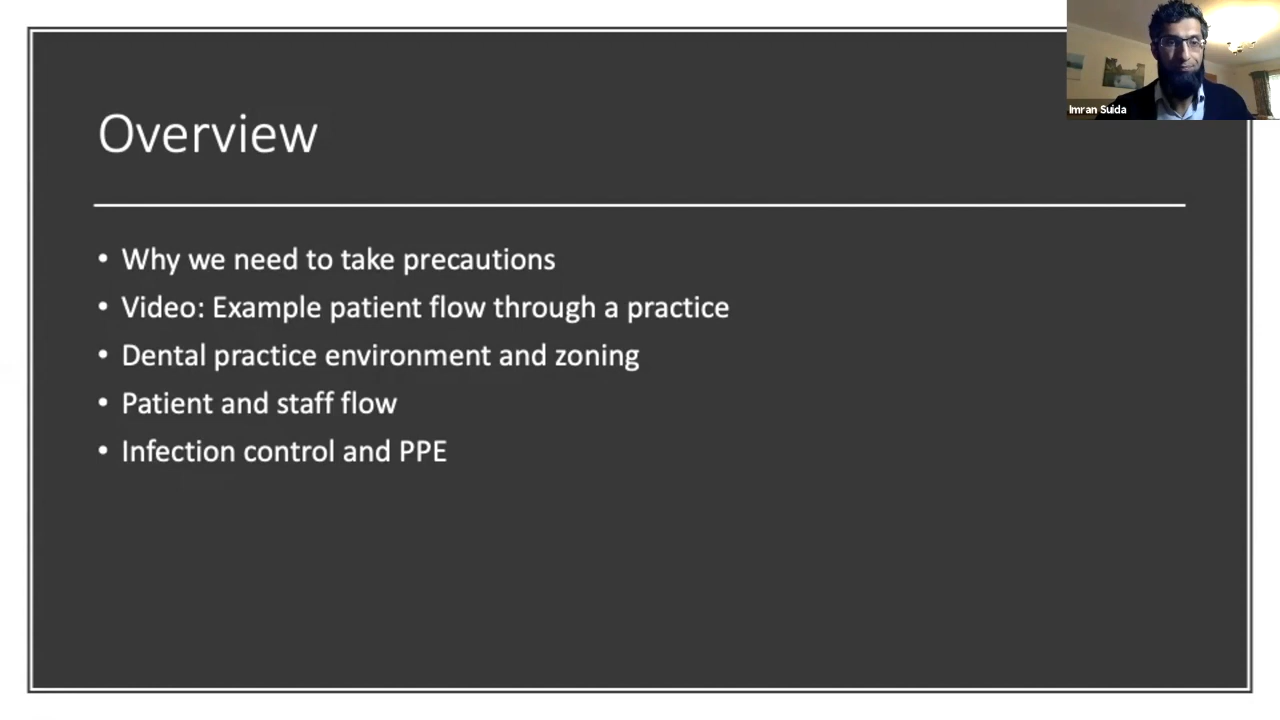 Overview
• Why we need to take precautions
• Video: Example patient flow through a practice
• Dental practice environment and zoning
• Patient and staff flow
• Infection control and PPE
Imran Suida